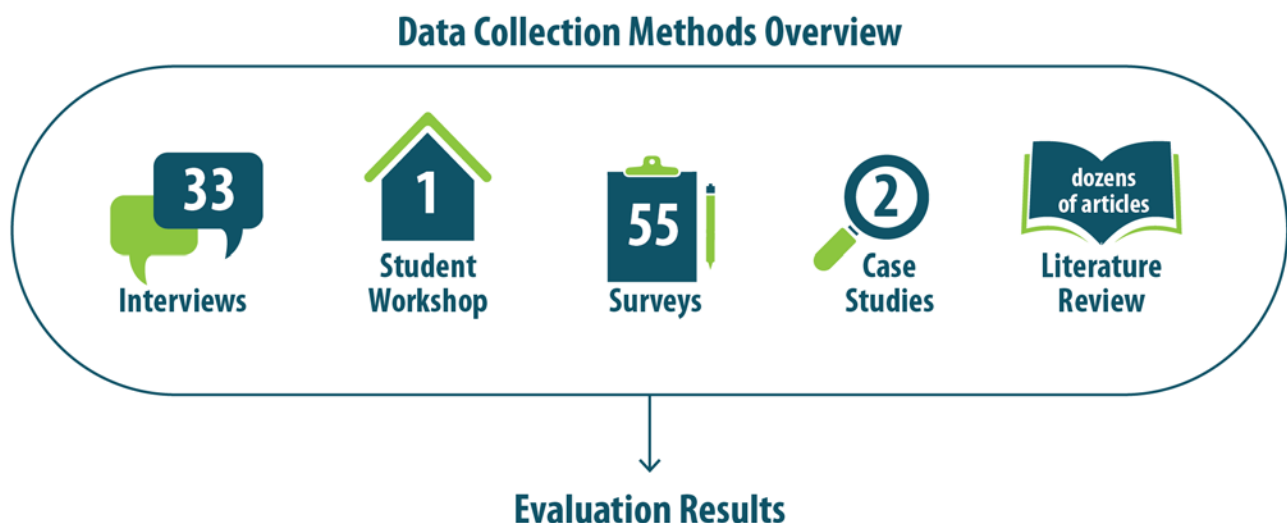 Data Collection Methods Overview
33
Interviews
1
Student
Workshop
55
Surveys
2
Case
Studies
dozens
of articles
Literature
Review
Evaluation Results